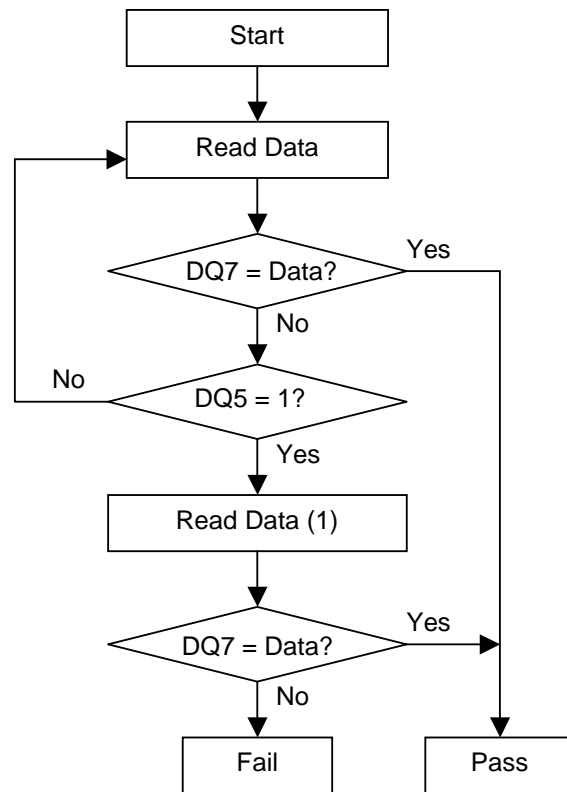 Start
Read Data
DQ7 = Data?
Yes
No
DQ5 = 1?
No
Yes
Read Data (1)
DQ7 = Data?
Yes
No
Fail
Pass